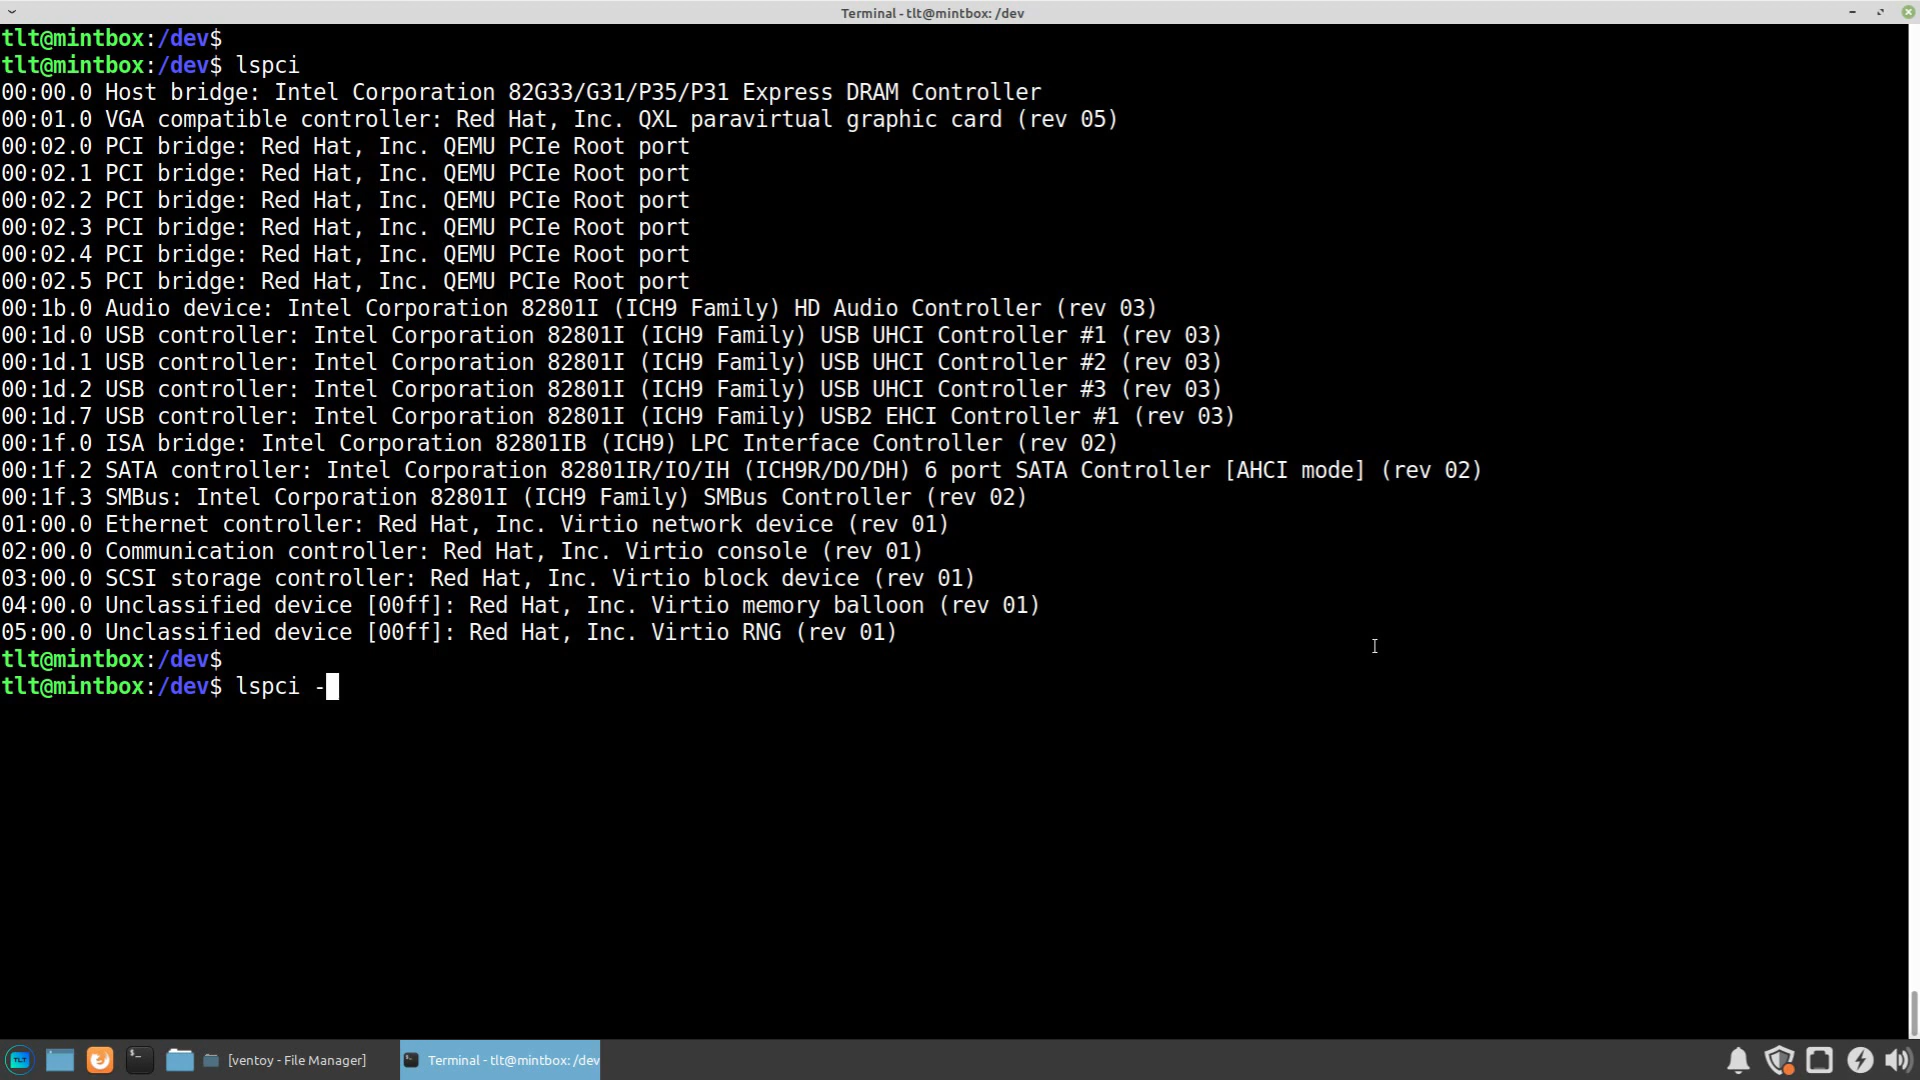 Terminal - tlt@mintbox: /dev
tlt@mintbox:/dev$
tlt@mintbox:/dev$ lspci
00:00.0 Host bridge: Intel Corporation 82G33/G31/P35/P31 Express DRAM Controller
00:01.0 VGA compatible controller: Red Hat, Inc. QXL paravirtual graphic card (rev 05)
00:02.0 PCI bridge: Red Hat, Inc. QEMU PCIe Root port
00:02.1 PCI bridge: Red Hat, Inc. QEMU PCIe Root port
00:02.2 PCI bridge: Red Hat, Inc. QEMU PCIe Root port
00:02.3 PCI bridge: Red Hat, Inc. QEMU PCIe Root port
00:02.4 PCI bridge: Red Hat, Inc. QEMU PCIe Root port
00:02.5 PCI bridge: Red Hat, Inc. QEMU PCIe Root port
00:1b.0 Audio device: Intel Corporation 82801I (ICH9 Family) HD Audio Controller (rev 03)
00:1d.0 USB controller: Intel Corporation 82801I (ICH9 Family) USB UHCI Controller #1 (rev 03)
00:1d.1 USB controller: Intel Corporation 82801I (ICH9 Family) USB UHCI Controller #2 (rev 03)
00:1d.2 USB controller: Intel Corporation 82801I (ICH9 Family) USB UHCI Controller #3 (rev 03)
00:1d.7 USB controller: Intel Corporation 82801I (ICH9 Family) USB2 EHCI Controller #1 (rev 03)
00:1f.0 ISA bridge: Intel Corporation 82801IB (ICH9) LPC Interface Controller (rev 02)
00:1f.2 SATA controller: Intel Corporation 82801IR/IO/IH (ICH9R/DO/DH) 6 port SATA Controller [AHCI mode] (rev 02)
00:1f.3 SMBus: Intel Corporation 82801I (ICH9 Family) SMBus Controller (rev 02)
01:00.0 Ethernet controller: Red Hat, Inc. Virtio network device (rev 01)
02:00.0 Communication controller: Red Hat, Inc. Virtio console (rev 01)
03:00.0 SCSI storage controller: Red Hat, Inc. Virtio block device (rev 01)
04:00.0 Unclassified device [00ff]: Red Hat, Inc. Virtio memory balloon (rev 01)
05:00.0 Unclassified device [00ff]: Red Hat, Inc. Virtio RNG (rev 01)
tlt@mintbox:/dev$
tlt@mintbox:/dev$ lspci -
TLT [ventoy - File Manager] Terminal - tlt@mintbox: /dev